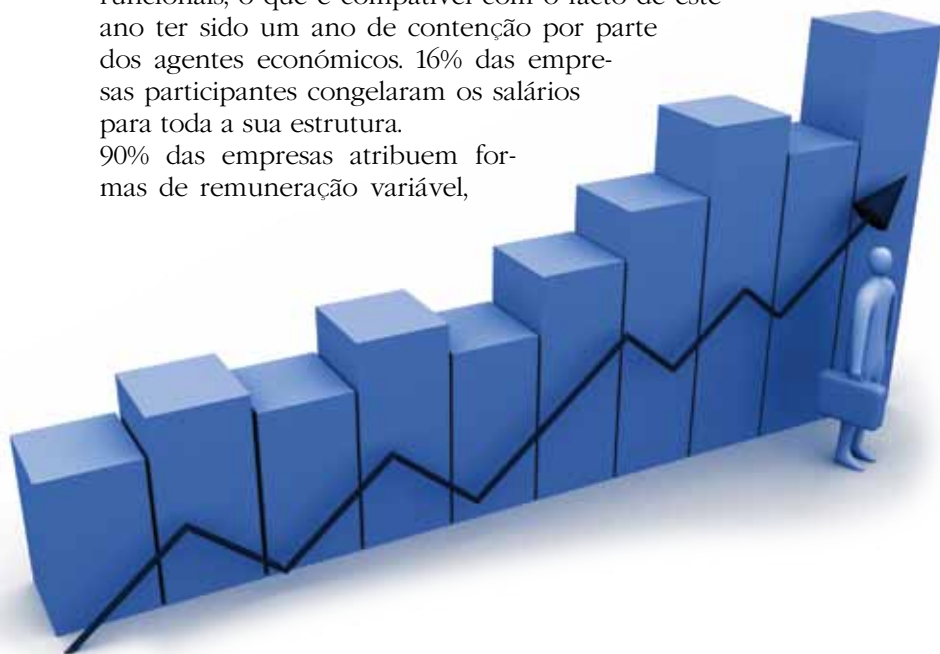 funcionais, o que é compatível com o facto de este
ano ter sido um ano de contenção por parte
dos agentes económicos. 16% das empre-
sas participantes congelaram os salários
para toda a sua estrutura.
90% das empresas atribuem for-
mas de remuneração variável,